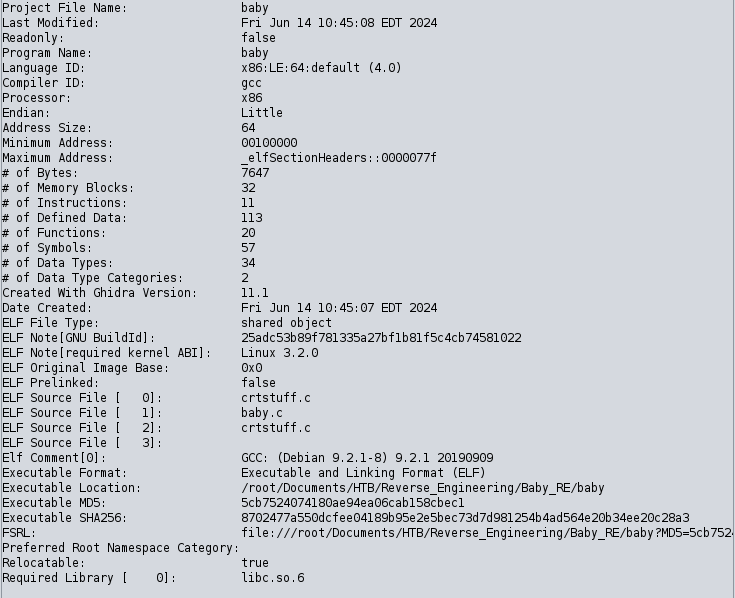 Project File Name: baby
Last Modified: Fri Jun 14 10:45:08 EDT 2024
Readonly: false
Program Name: baby
Language ID: x86:LE:64:default (4.0)
Compiler ID: gcc
Processor: x86
Endian: Little
Address Size: 64
Minimum Address: 00100000
Maximum Address: _elfSectionHeaders::0000077f
# of Bytes: 7647
# of Memory Blocks: 32
# of Instructions: 11
# of Defined Data: 113
# of Functions: 20
# of Symbols: 57
# of Data Types: 34
# of Data Type Categories: 2
Created With Ghidra Version: 11.1
Date Created: Fri Jun 14 10:45:07 EDT 2024
ELF File Type: shared object
ELF Note[GNU BuildId]: 25adc53b89f781335a27bf1b81f5c4cb74581022
ELF Note[required kernel ABI]: Linux 3.2.0
ELF Original Image Base: 0x0
ELF Prelinked: false
ELF Source File [ 0]: crtstuff.c
ELF Source File [ 1]: baby.c
ELF Source File [ 2]: crtstuff.c
ELF Source File [ 3]:
Elf Comment[0]: GCC: (Debian 9.2.1-8) 9.2.1 20190909
Executable Format: Executable and Linking Format (ELF)
Executable Location: /root/Documents/HTB/Reverse_Engineering/Baby_RE/baby
Executable MD5: 5cb7524074180ae94ea06cab158cbec1
Executable SHA256: 8702477a550dcfee04189b95e2e5bec73d7d981254b4ad564e20b34ee20c28a3
FSRL: file:///root/Documents/HTB/Reverse_Engineering/Baby_RE/baby?MD5=5cb752
Preferred Root Namespace Category:
Relocatable: true
Required Library [ 0]: libc.so.6